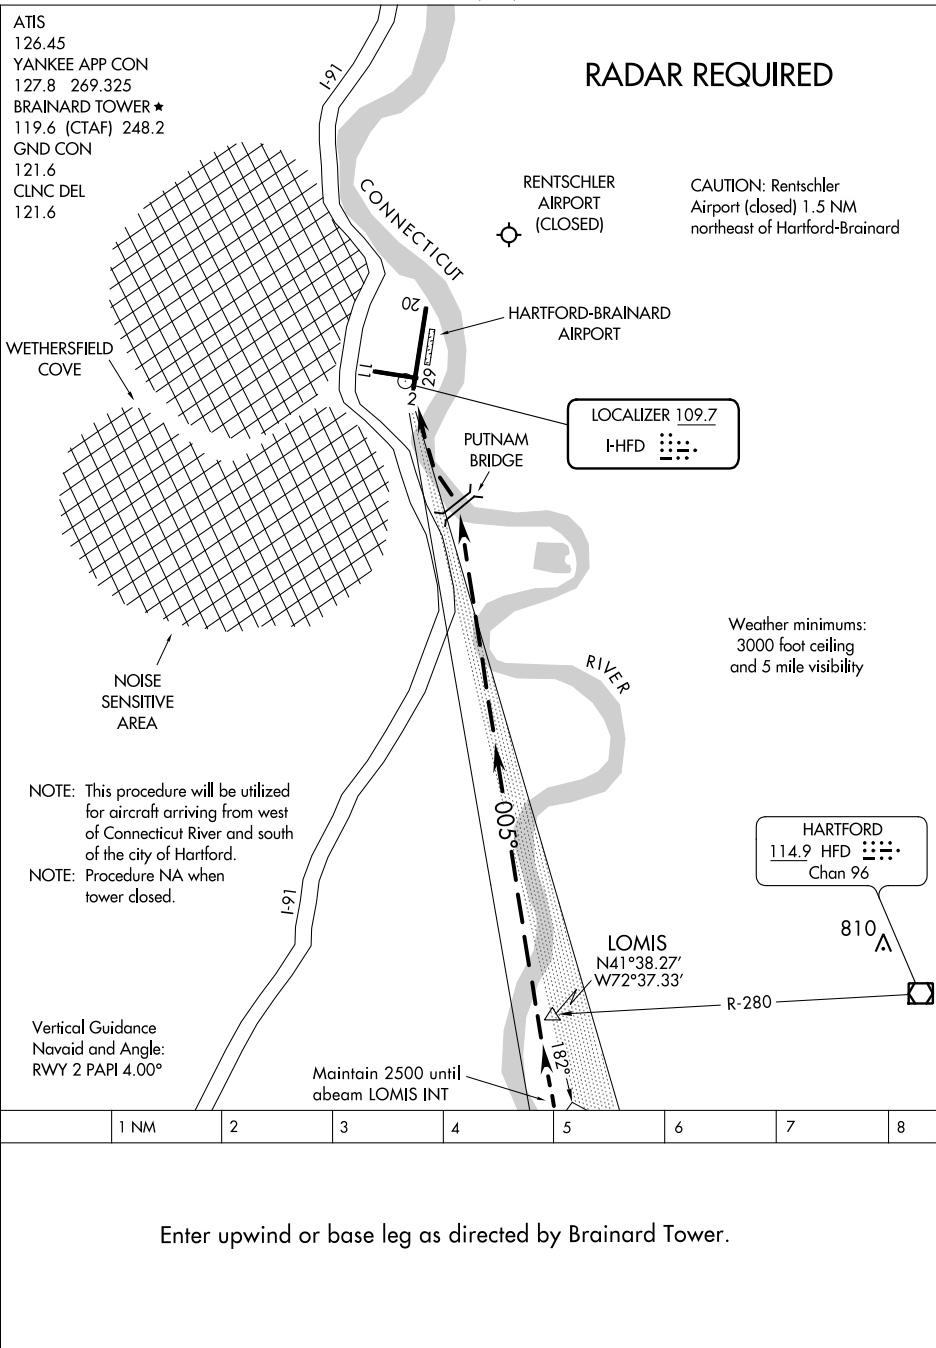 ATIS
126.45
YANKEE APP CON
127.8 269.325
BRAINARD TOWER ★
119.6 (CTAF) 248.2
GND CON
121.6
CLNC DEL
121.6
I-91
RADAR REQUIRED
CONNECTICUT
RENTSCHLER
AIRPORT
(CLOSED)
CAUTION: Rentschler
Airport (closed) 1.5 NM
northeast of Hartford-Brainard
20
HARTFORD-BRAINARD
AIRPORT
WETHERSFIELD
COVE
11
29
2
LOCALIZER 109.7
I-HFD
PUTNAM
BRIDGE
Weather minimums:
3000 foot ceiling
and 5 mile visibility
RIVER
NOISE
SENSITIVE
AREA
NOTE: This procedure will be utilized
for aircraft arriving from west
of Connecticut River and south
of the city of Hartford.
NOTE: Procedure NA when
tower closed.
005°
I-91
HARTFORD
114.9 HFD
Chan 96
810
LOMIS
N41°38.27′
W72°37.33′
R-280
182°
Vertical Guidance
Navaid and Angle:
RWY 2 PAPI 4.00°
Maintain 2500 until
abeam LOMIS INT
1 NM 2 3 4 5 6 7 8
Enter upwind or base leg as directed by Brainard Tower.